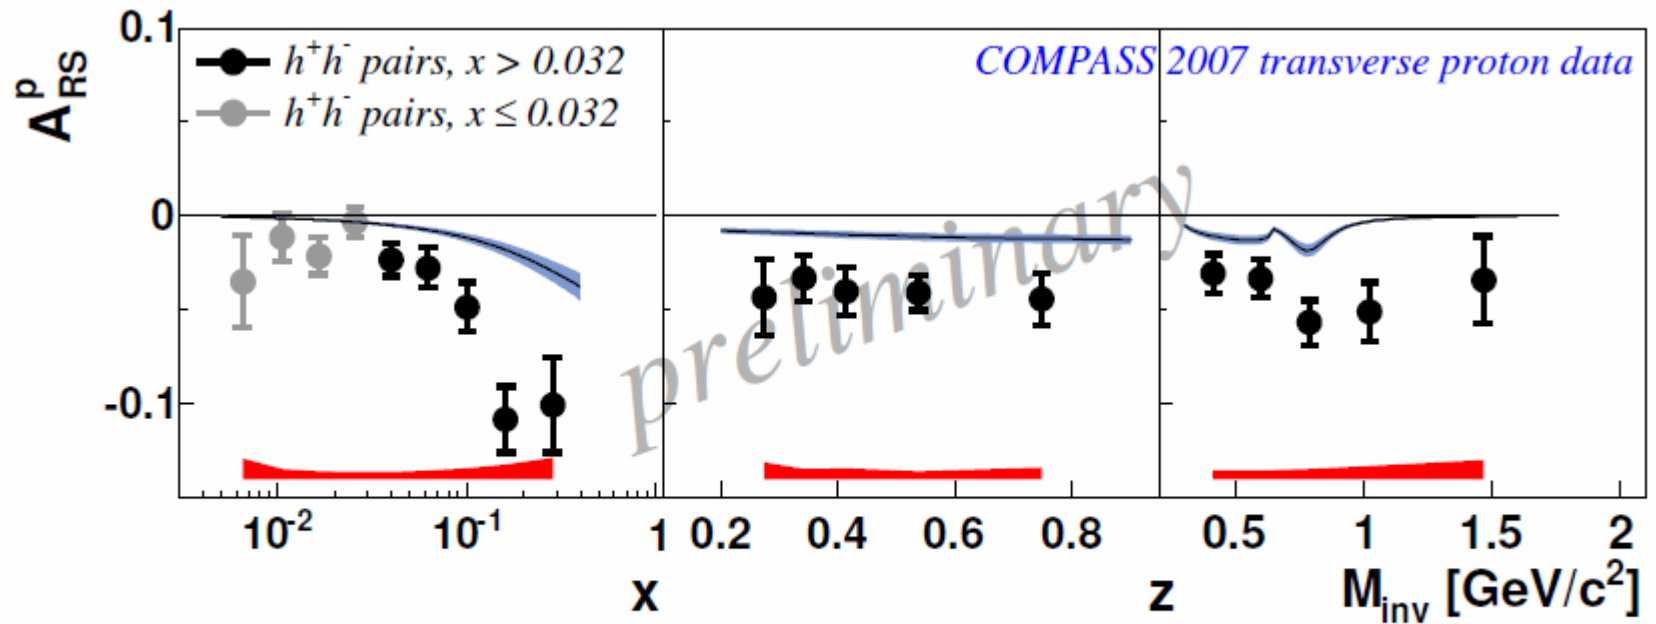 0.1
A^p_RS
h⁺h⁻ pairs, x > 0.032
h⁺h⁻ pairs, x ≤ 0.032
COMPASS 2007 transverse proton data
0
-0.1
preliminary
10⁻² 10⁻¹ 1 0.2 0.4 0.6 0.8 0.5 1 1.5 2
x z M_inv [GeV/c²]